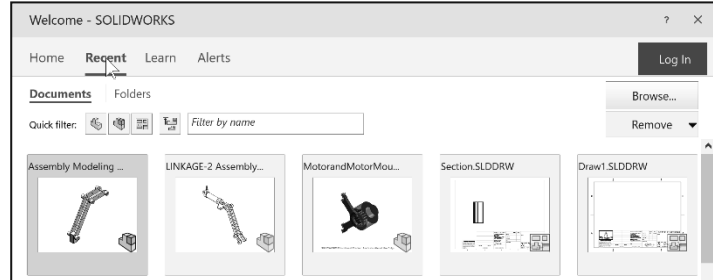 Welcome - SOLIDWORKS ?
Home Recent Learn Alerts Log In
Documents Folders Browse...
Quick filter: Filter by name Remove
Assembly Modeling ... LINKAGE-2 Assembly... MotorandMotorMou... Section.SLDDRW Draw1.SLDDRW